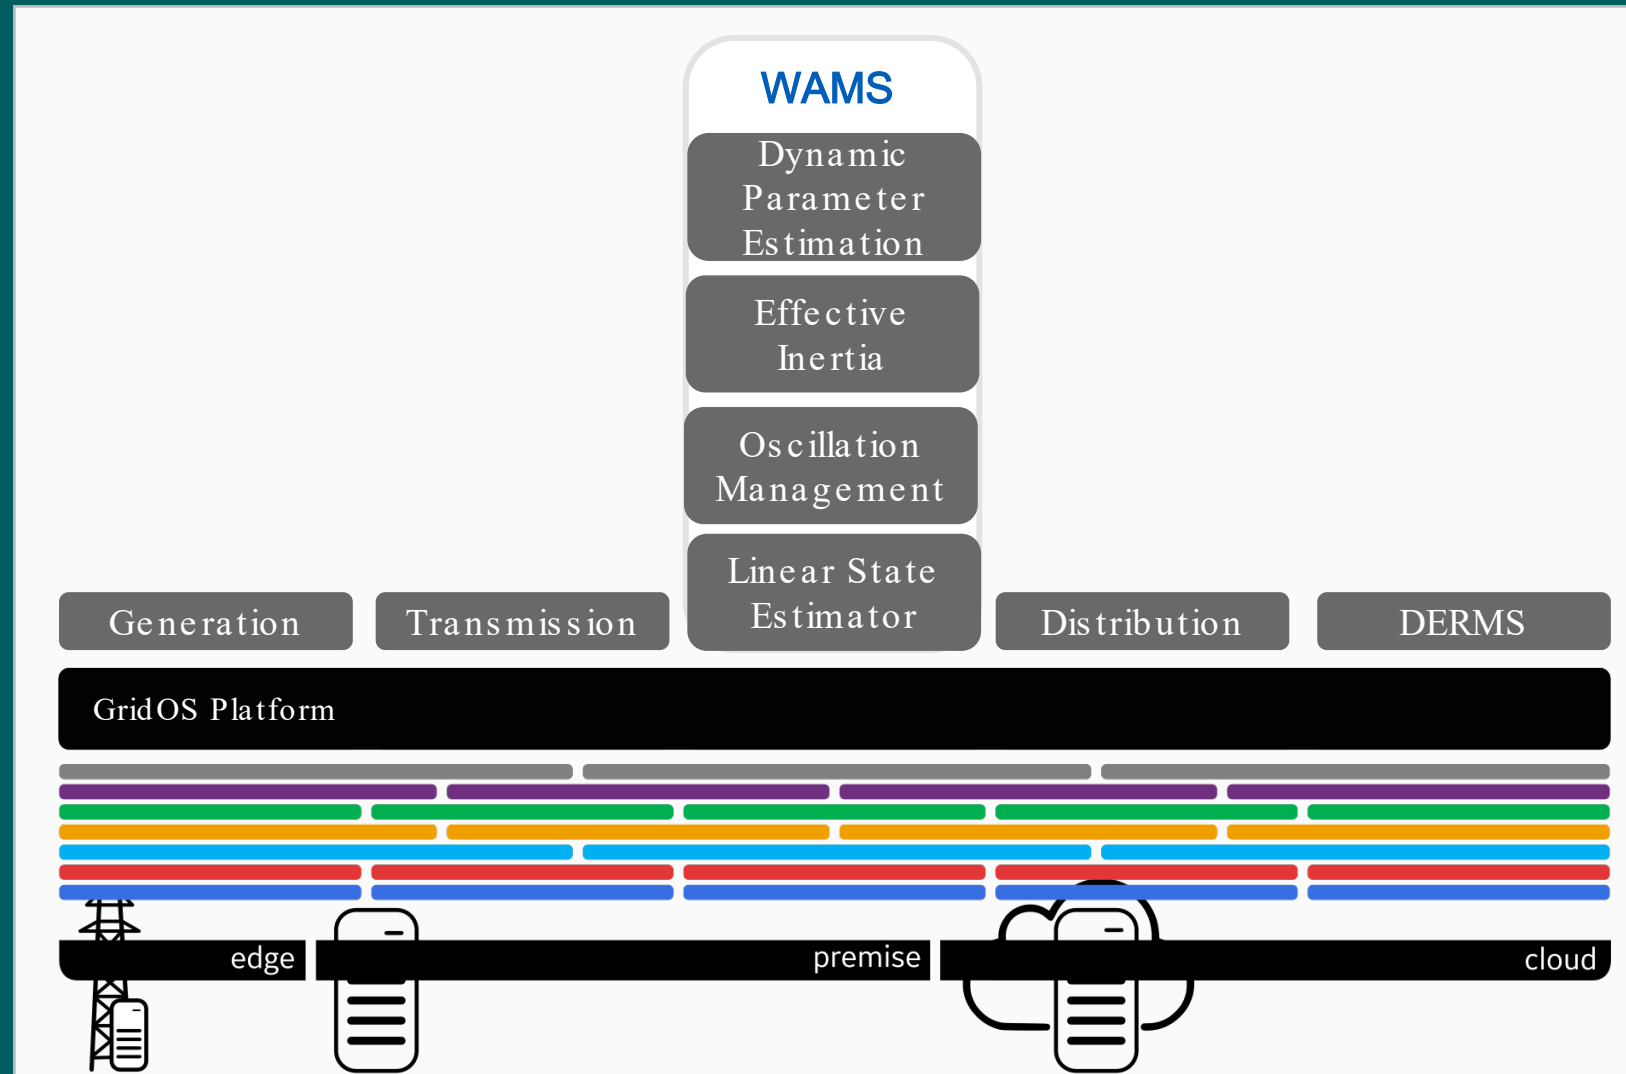 WAMS
Dynamic
Parameter
Estimation
Effective
Inertia
Oscillation
Management
Linear State
Estimator
Generation
Transmission
Distribution
DERMS
GridOS Platform
edge
premise
cloud